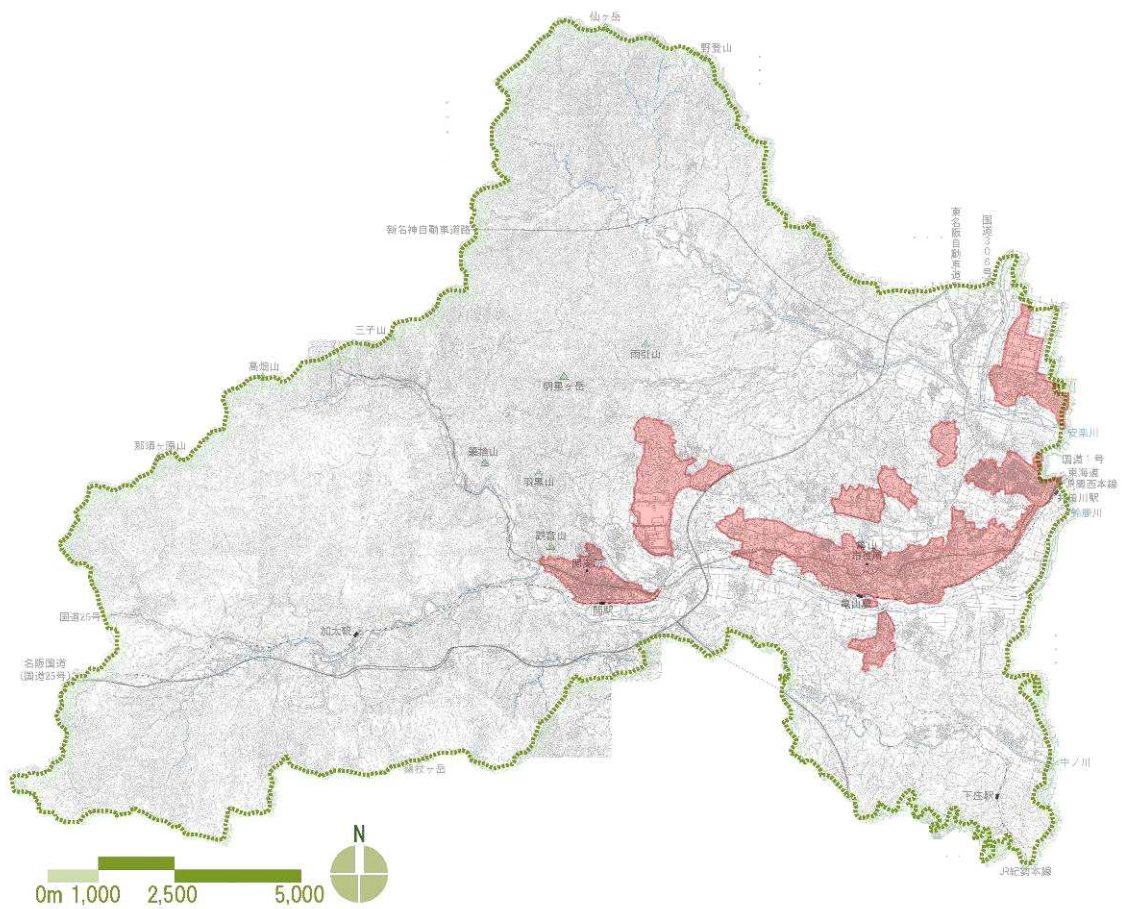 仙ヶ岳
野登山
新名神自動車道路
東名阪自動車道
国道306号
三子山
高畑山
雨引山
明星ヶ岳
那須ヶ原山
筆捨山
羽黒山
観音山
安楽川
国道1号
東海道
JR関西本線
鈴鹿川
亀山
関駅
亀山駅
国道25号
加太駅
名阪国道
(国道25号)
錫杖ヶ岳
中ノ川
下庄駅
JR紀勢本線
N
0m 1,000 2,500 5,000